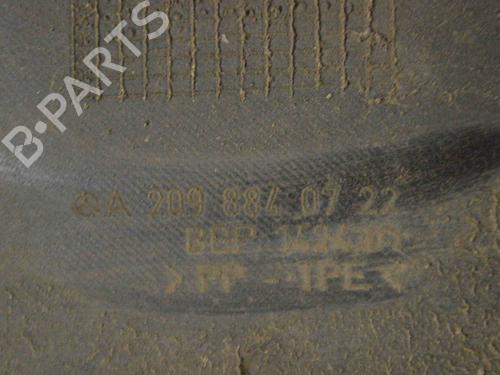 B-PARTS
A 209 884 07 22
> PP - TPE <